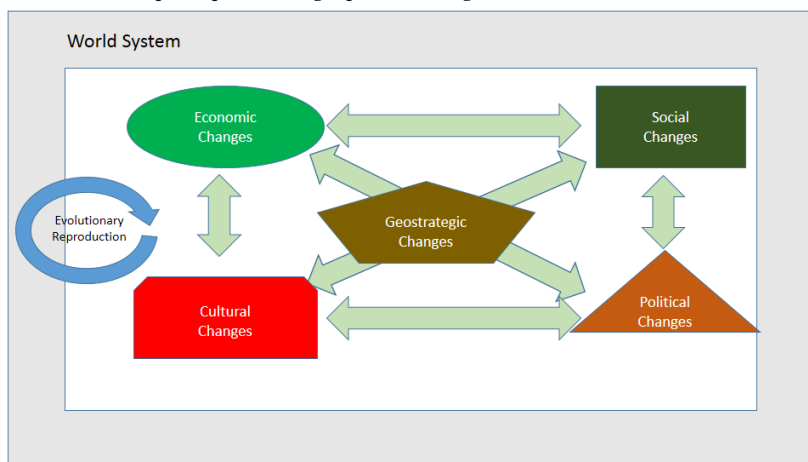 World System
Economic
Changes
Social
Changes
Geostrategic
Changes
Evolutionary
Reproduction
Cultural
Changes
Political
Changes